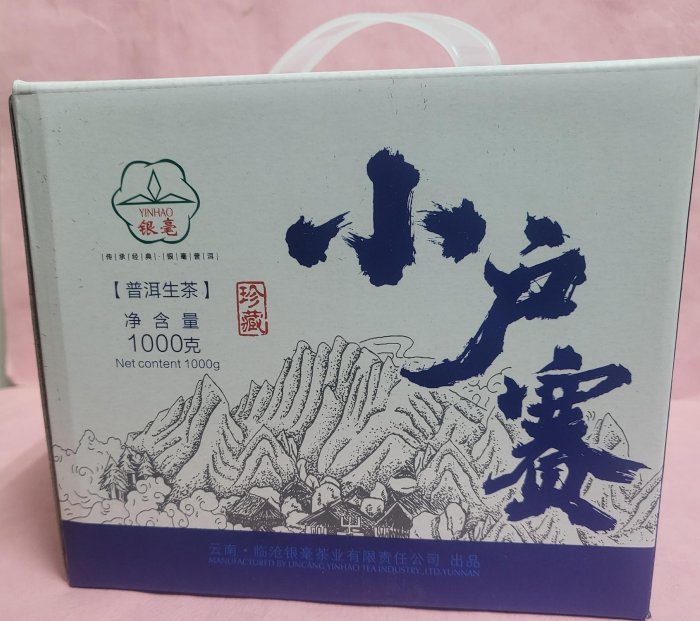 小户赛
YINHAO
银毫
传承经典·银毫普洱
【普洱生茶】
净含量
1000克
Net content 1000g
珍藏
云南·临沧银毫茶业有限责任公司 出品
MANUFACTURED BY LINCANG YINHAO TEA INDUSTRY.,LTD.YUNNAN